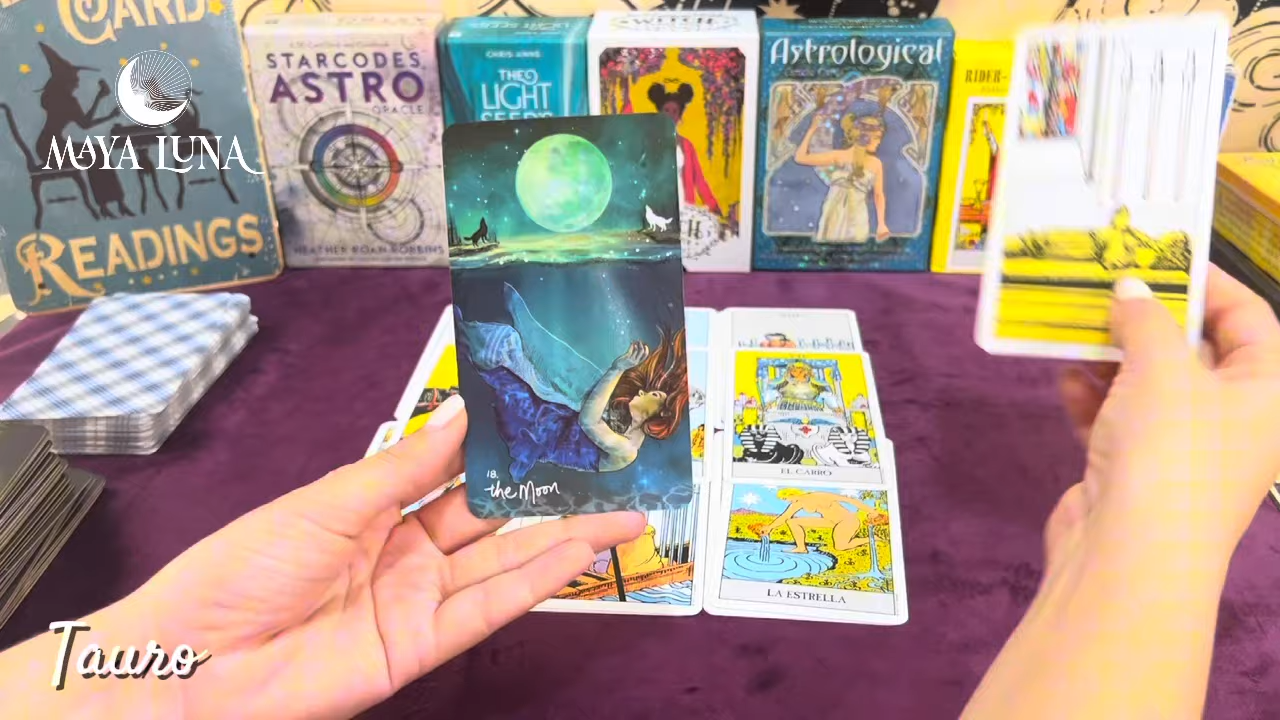 CARD
READINGS
MAYA LUNA
STARCODES
ASTRO
ORACLE
HEATHER ROAN ROBBINS
CHRIS-ANNE
THE
LIGHT
SEER'S
WITCH
Astrological
RIDER-
18.
the Moon
EL CARRO
LA ESTRELLA
Tauro